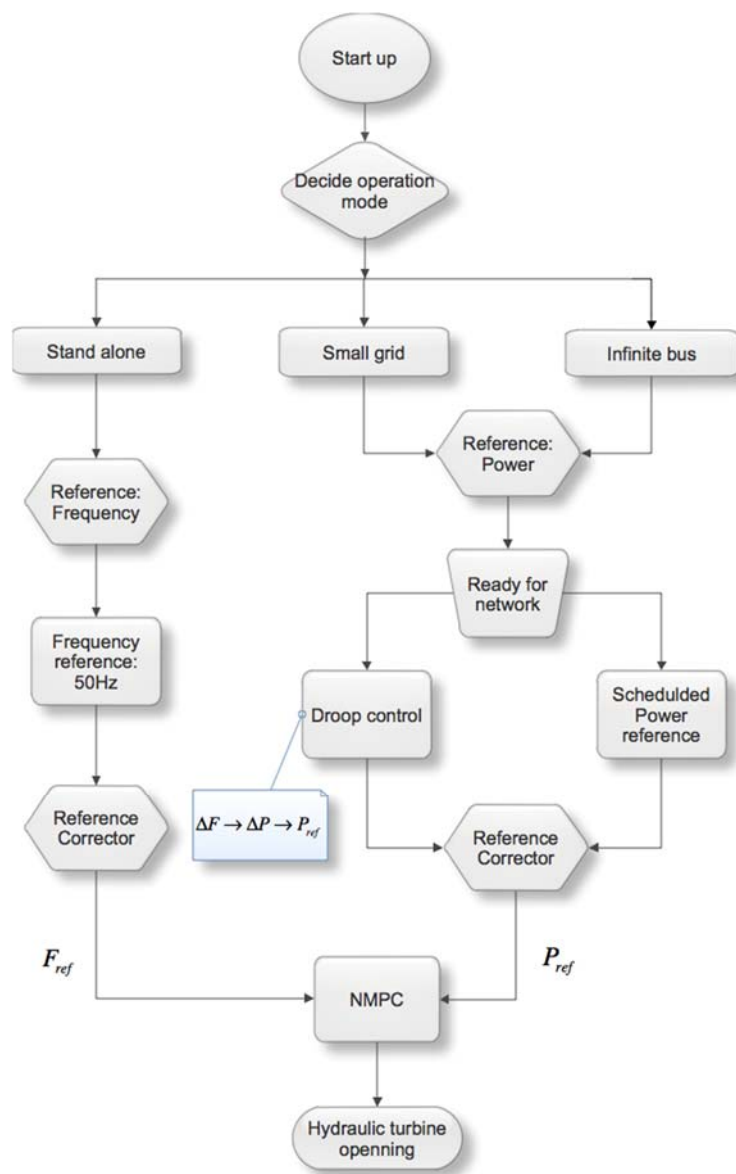 Start up
Decide operation
mode
Stand alone
Small grid
Infinite bus
Reference:
Power
Reference:
Frequency
Ready for
network
Frequency
reference:
50Hz
Droop control
Scheduled
Power
reference
ΔF → ΔP → P_ref
Reference
Corrector
Reference
Corrector
F_ref
P_ref
NMPC
Hydraulic turbine
openning